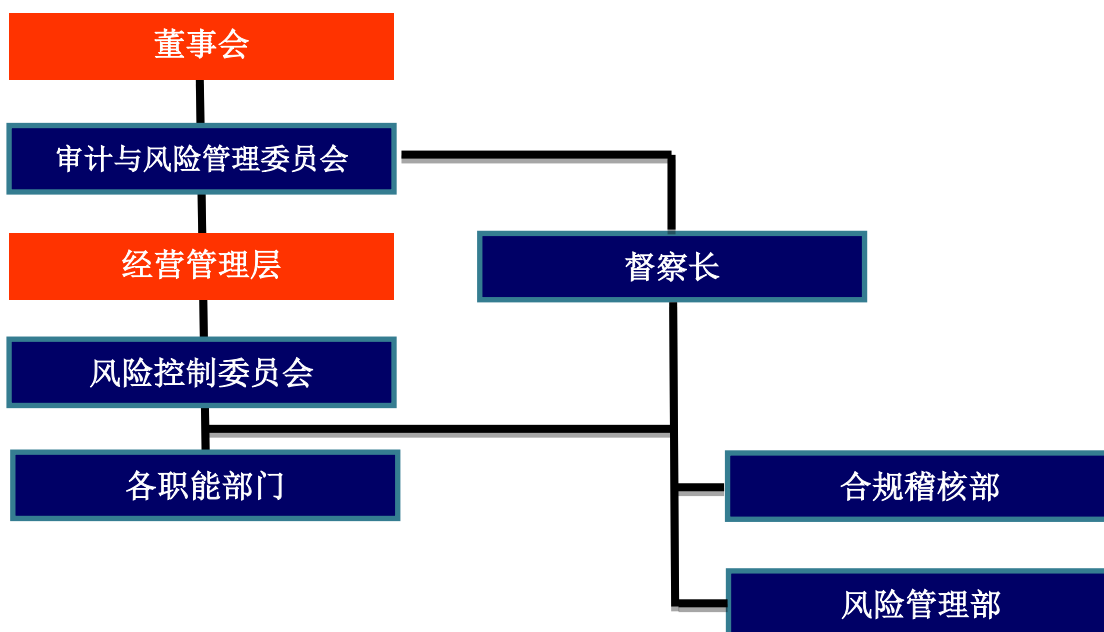 董事会
审计与风险管理委员会
经营管理层
督察长
风险控制委员会
各职能部门
合规稽核部
风险管理部